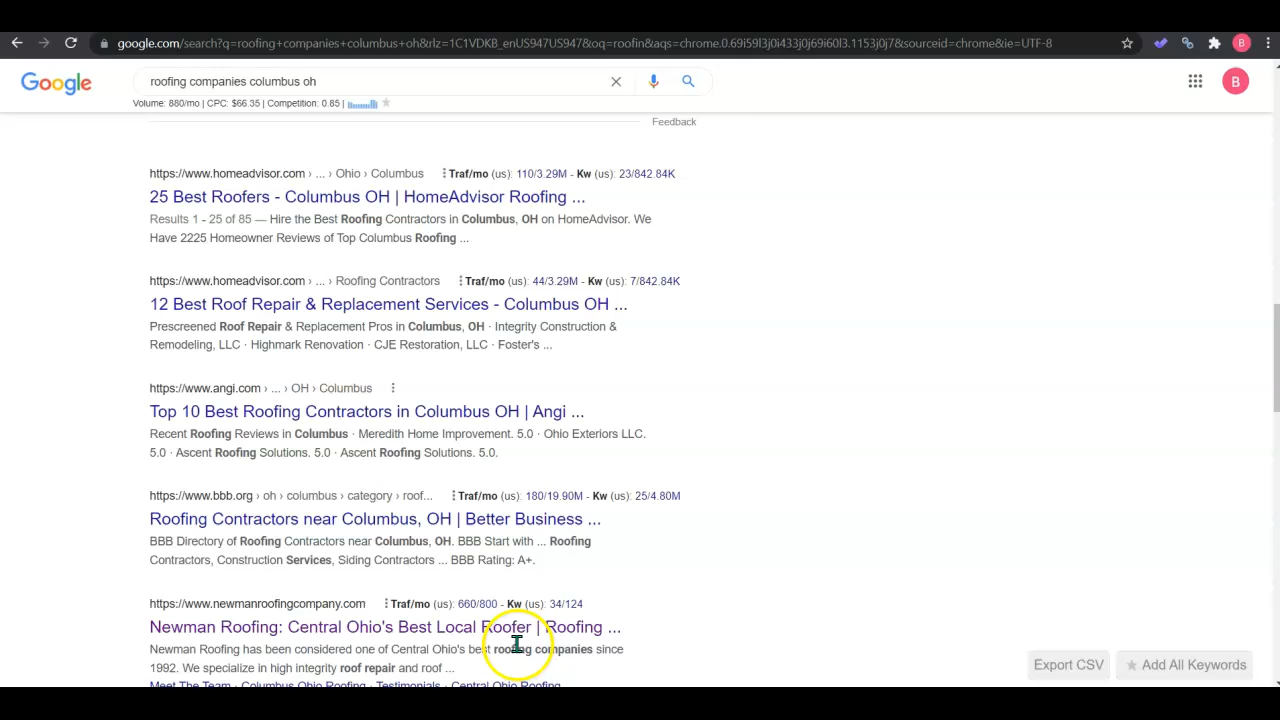 google.com/search?q=roofing+companies+columbus+oh&rlz=1C1VDKB_enUS947US947&oq=roofin&aqs=chrome.0.69i59l3j0i433j0j69i60l3.1153j0j7&sourceid=chrome&ie=UTF-8 B
Google roofing companies columbus oh B
Volume: 880/mo | CPC: $66.35 | Competition: 0.85 |
Feedback
https://www.homeadvisor.com › ... › Ohio › Columbus Traf/mo (us): 110/3.29M - Kw (us): 23/842.84K
25 Best Roofers - Columbus OH | HomeAdvisor Roofing ...
Results 1 - 25 of 85 — Hire the Best Roofing Contractors in Columbus, OH on HomeAdvisor. We
Have 2225 Homeowner Reviews of Top Columbus Roofing ...
https://www.homeadvisor.com › ... › Roofing Contractors Traf/mo (us): 44/3.29M - Kw (us): 7/842.84K
12 Best Roof Repair & Replacement Services - Columbus OH ...
Prescreened Roof Repair & Replacement Pros in Columbus, OH · Integrity Construction &
Remodeling, LLC · Highmark Renovation · CJE Restoration, LLC · Foster's ...
https://www.angi.com › ... › OH › Columbus
Top 10 Best Roofing Contractors in Columbus OH | Angi ...
Recent Roofing Reviews in Columbus · Meredith Home Improvement. 5.0 · Ohio Exteriors LLC.
5.0 · Ascent Roofing Solutions. 5.0 · Ascent Roofing Solutions. 5.0.
https://www.bbb.org › oh › columbus › category › roof... Traf/mo (us): 180/19.90M - Kw (us): 25/4.80M
Roofing Contractors near Columbus, OH | Better Business ...
BBB Directory of Roofing Contractors near Columbus, OH. BBB Start with ... Roofing
Contractors, Construction Services, Siding Contractors ... BBB Rating: A+.
https://www.newmanroofingcompany.com Traf/mo (us): 660/800 - Kw (us): 34/124
Newman Roofing: Central Ohio's Best Local Roofer | Roofing ...
Newman Roofing has been considered one of Central Ohio's best roofing companies since
1992. We specialize in high integrity roof repair and roof ...
Meet The Team · Columbus Ohio Roofing · Testimonials · Central Ohio Roofing
Export CSV Add All Keywords